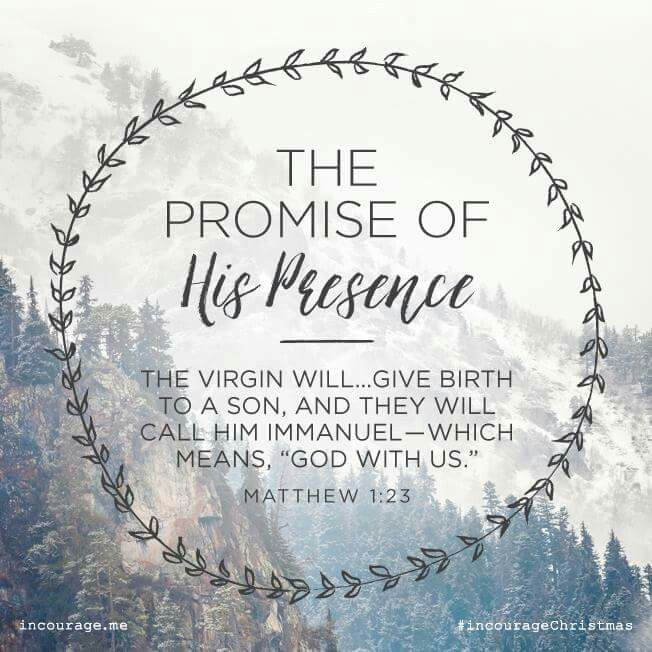 THE
PROMISE OF
His Presence
THE VIRGIN WILL...GIVE BIRTH
TO A SON, AND THEY WILL
CALL HIM IMMANUEL—WHICH
MEANS, “GOD WITH US.”
MATTHEW 1:23
incourage.me
#incourageChristmas